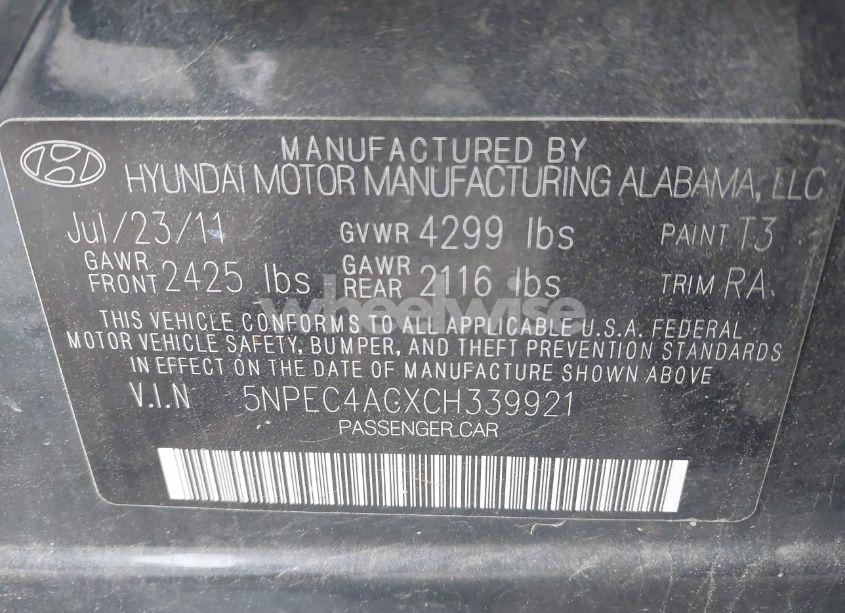 MANUFACTURED BY
HYUNDAI MOTOR MANUFACTURING ALABAMA, LLC
Jul/23/11 GVWR 4299 lbs PAINT T3
GAWR FRONT 2425 lbs GAWR REAR 2116 lbs TRIM RA
wheelwise
THIS VEHICLE CONFORMS TO ALL APPLICABLE U.S.A. FEDERAL
MOTOR VEHICLE SAFETY, BUMPER, AND THEFT PREVENTION STANDARDS
IN EFFECT ON THE DATE OF MANUFACTURE SHOWN ABOVE
V.I.N 5NPEC4ACXCH339921
PASSENGER CAR